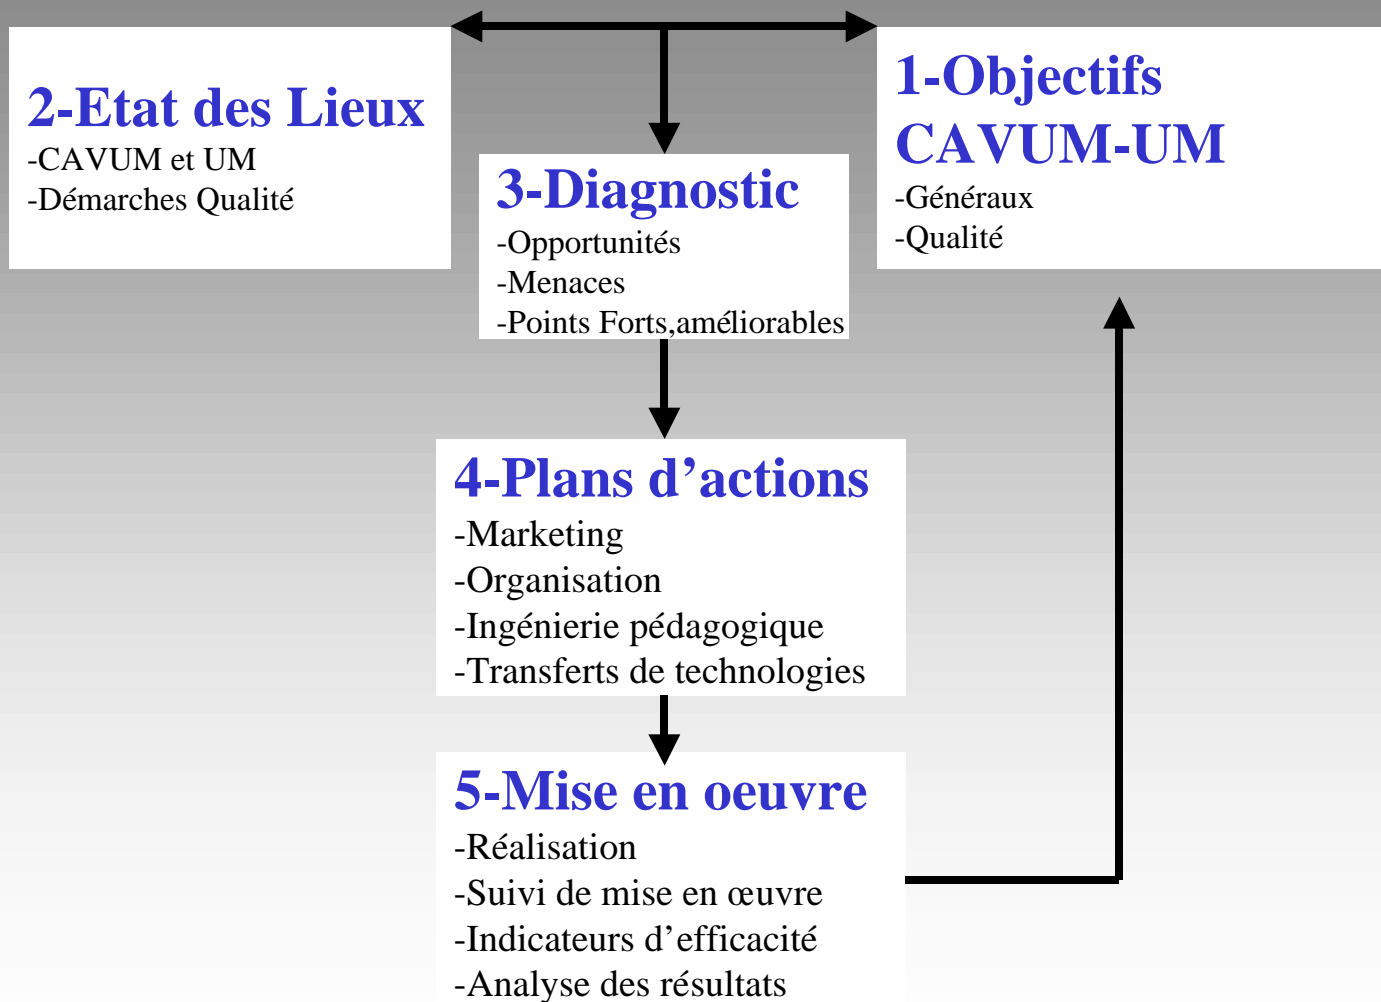 2-Etat des Lieux
-CAVUM et UM
-Démarches Qualité
1-Objectifs
CAVUM-UM
-Généraux
-Qualité
3-Diagnostic
-Opportunités
-Menaces
-Points Forts,améliorables
4-Plans d’actions
-Marketing
-Organisation
-Ingénierie pédagogique
-Transferts de technologies
5-Mise en oeuvre
-Réalisation
-Suivi de mise en œuvre
-Indicateurs d’efficacité
-Analyse des résultats